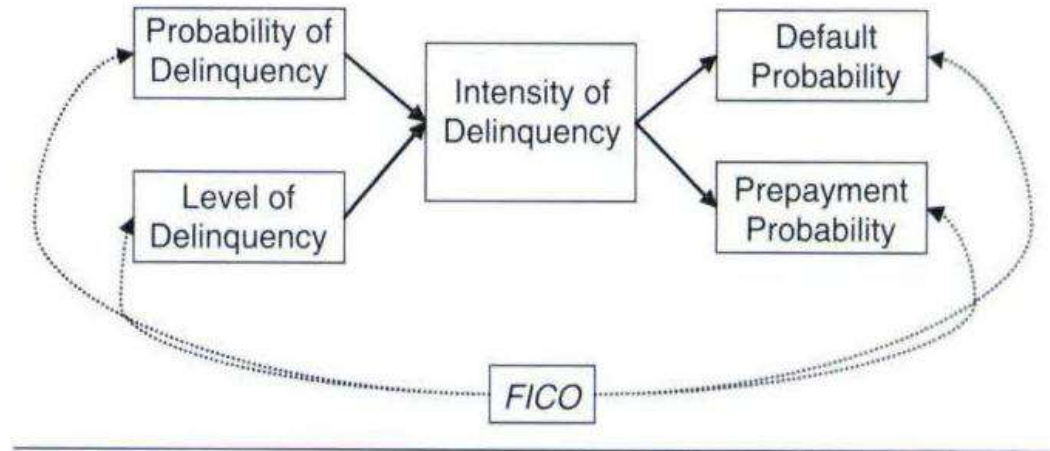 Probability of
Delinquency
Level of
Delinquency
Intensity of
Delinquency
Default
Probability
Prepayment
Probability
FICO